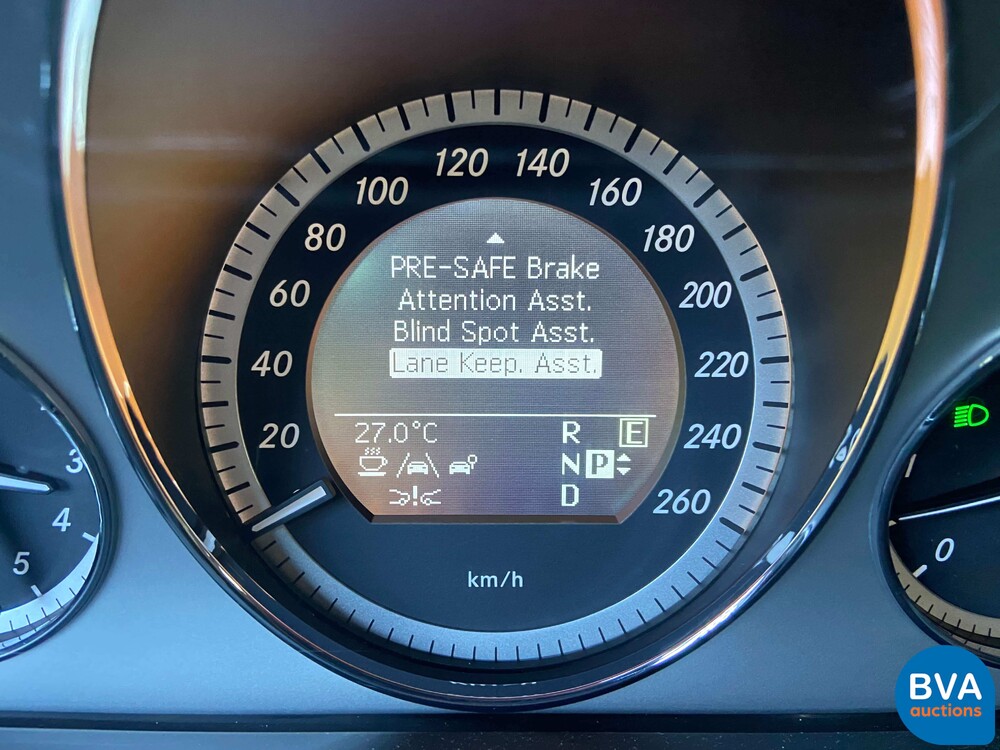 120 140
100 160
80 180
60 200
40 220
20 240
260
PRE-SAFE Brake
Attention Asst.
Blind Spot Asst.
Lane Keep. Asst.
27.0°C
R E
N P
D
km/h
3
4
5
0
BVA
auctions